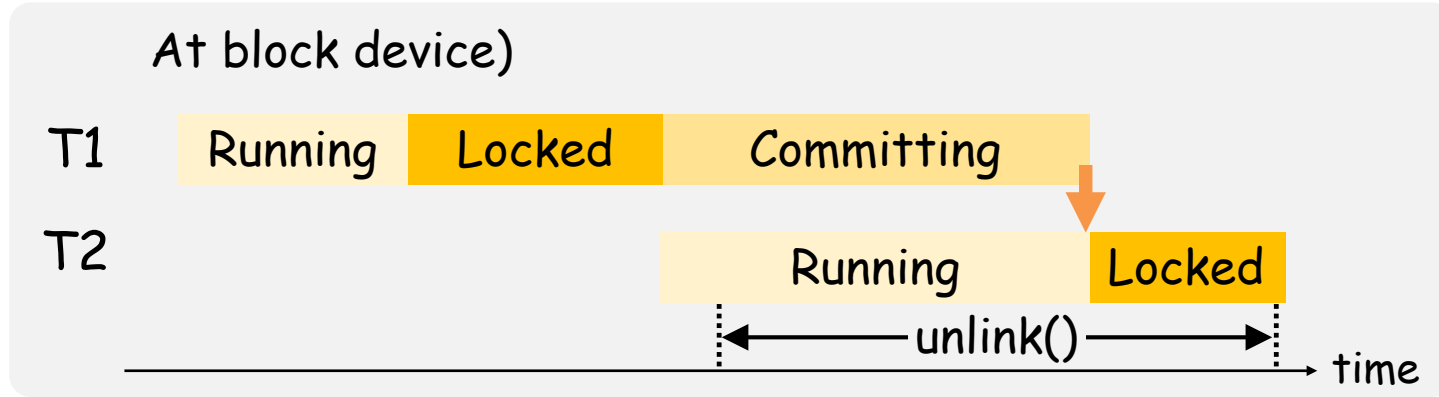 At block device)
T1 Running Locked Committing
T2 Running Locked
unlink()
time